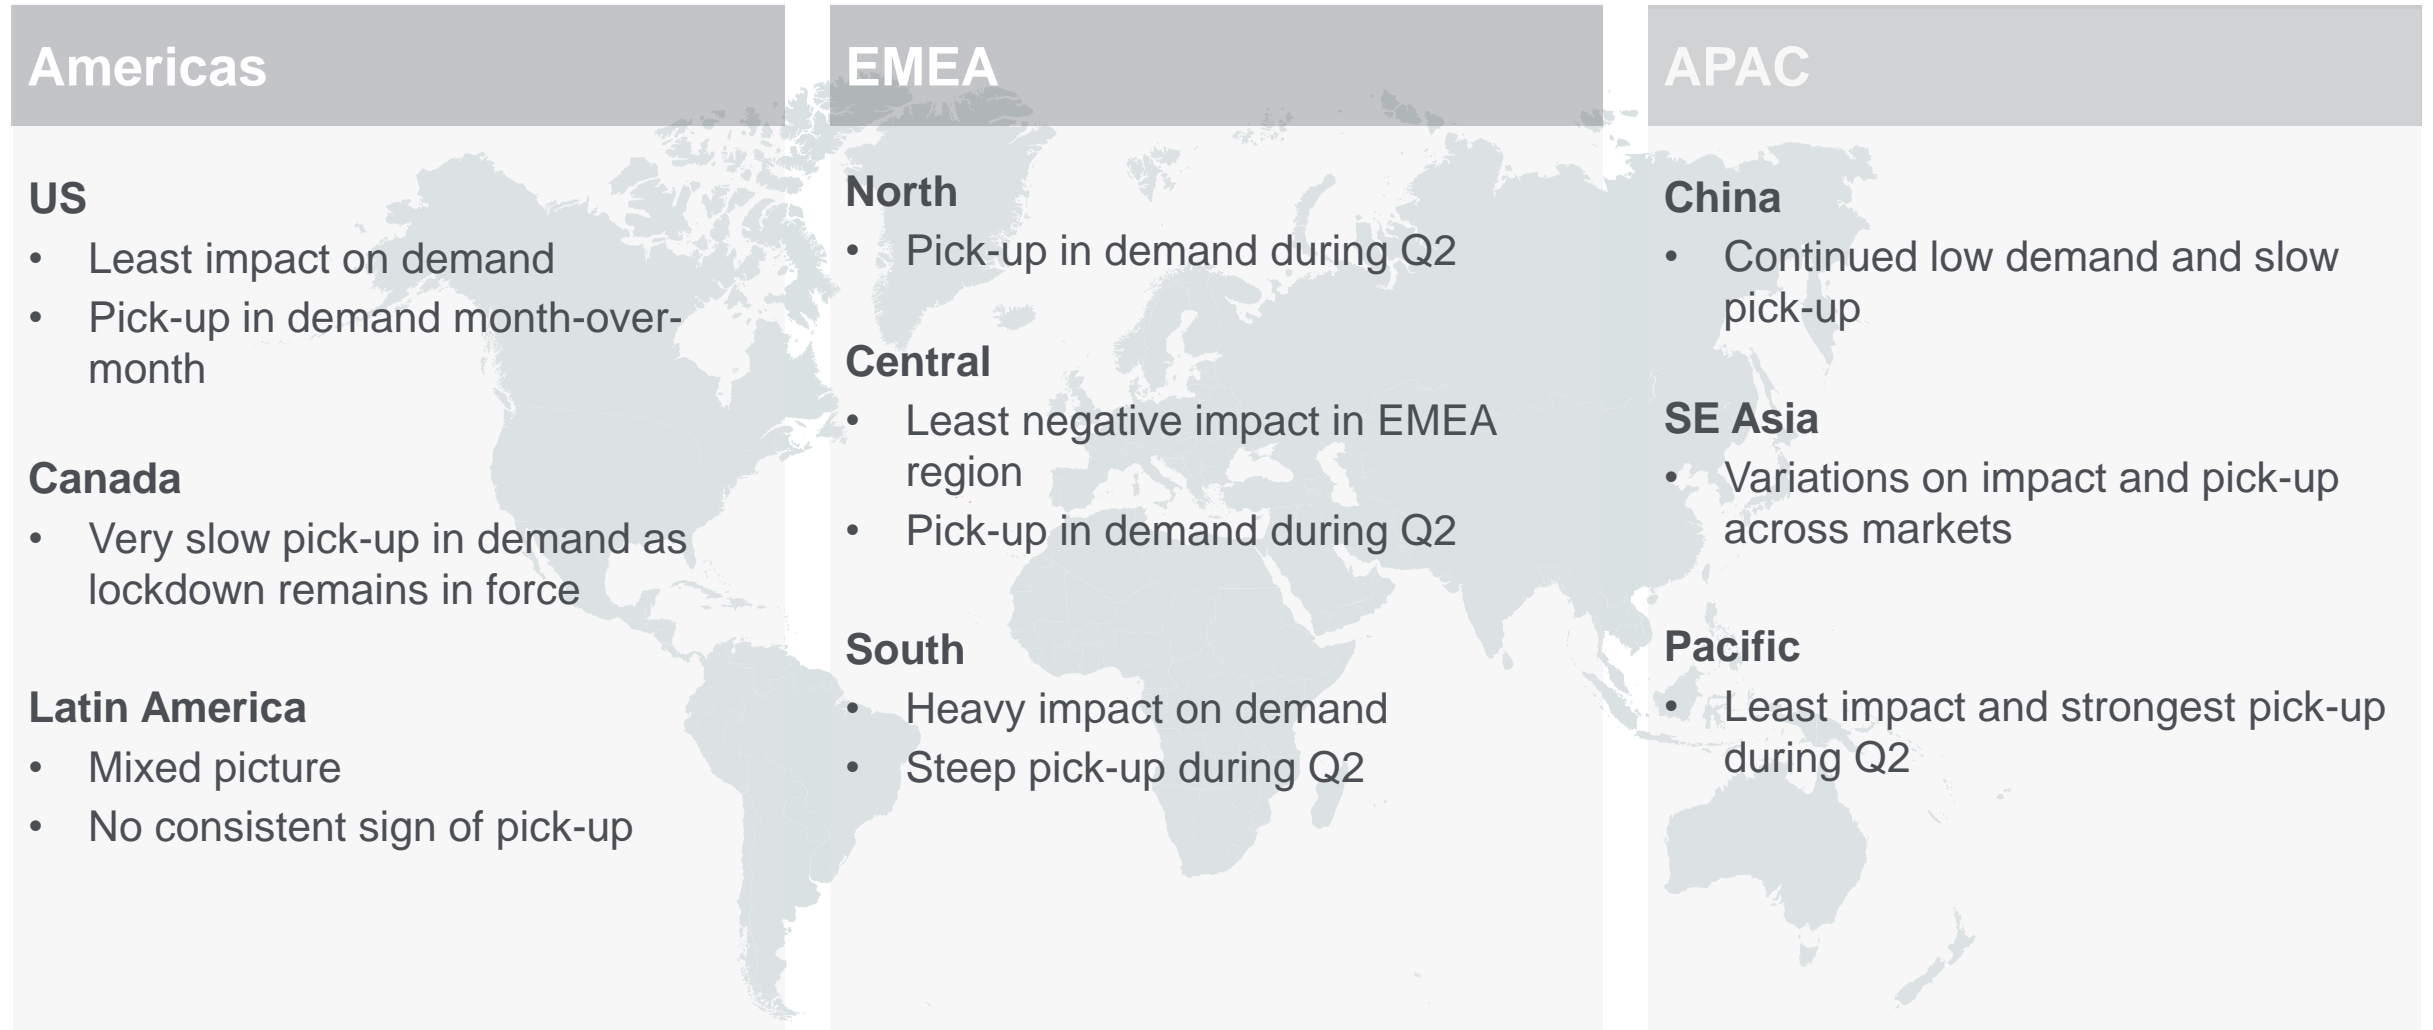 Americas
US
• Least impact on demand
• Pick-up in demand month-over-
month
Canada
• Very slow pick-up in demand as
lockdown remains in force
Latin America
• Mixed picture
• No consistent sign of pick-up
EMEA
North
• Pick-up in demand during Q2
Central
• Least negative impact in EMEA
region
• Pick-up in demand during Q2
South
• Heavy impact on demand
• Steep pick-up during Q2
APAC
China
• Continued low demand and slow
pick-up
SE Asia
• Variations on impact and pick-up
across markets
Pacific
• Least impact and strongest pick-up
during Q2